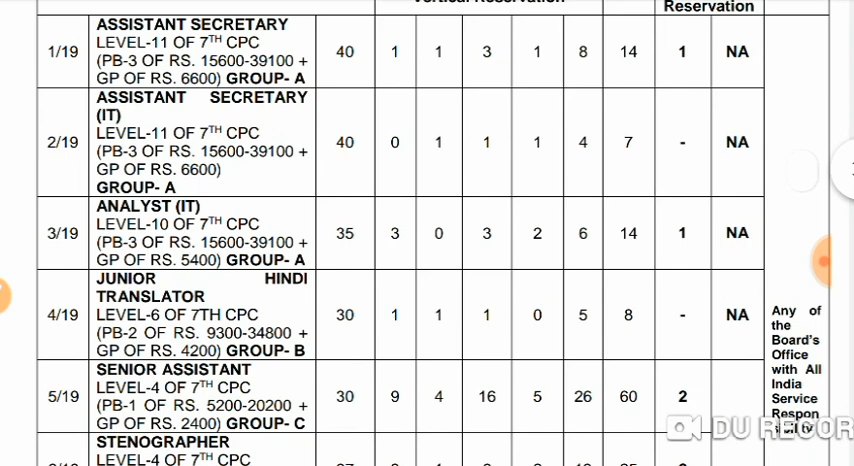 Vertical Reservation
Reservation
1/19 ASSISTANT SECRETARY 40 1 1 3 1 8 14 1 NA
LEVEL-11 OF 7TH CPC
(PB-3 OF RS. 15600-39100 +
GP OF RS. 6600) GROUP- A
2/19 ASSISTANT SECRETARY 40 0 1 1 1 4 7 - NA
(IT)
LEVEL-11 OF 7TH CPC
(PB-3 OF RS. 15600-39100 +
GP OF RS. 6600)
GROUP- A
3/19 ANALYST (IT) 35 3 0 3 2 6 14 1 NA
LEVEL-10 OF 7TH CPC
(PB-3 OF RS. 15600-39100 +
GP OF RS. 5400) GROUP- A
4/19 JUNIOR HINDI 30 1 1 1 0 5 8 - NA
TRANSLATOR
LEVEL-6 OF 7TH CPC
(PB-2 OF RS. 9300-34800 +
GP OF RS. 4200) GROUP- B
5/19 SENIOR ASSISTANT 30 9 4 16 5 26 60 2
LEVEL-4 OF 7TH CPC
(PB-1 OF RS. 5200-20200 +
GP OF RS. 2400) GROUP- C
STENOGRAPHER
LEVEL-4 OF 7TH CPC
Any of
the
Board's
Office
with All
India
Service
Respon
sibility
DU RECOR